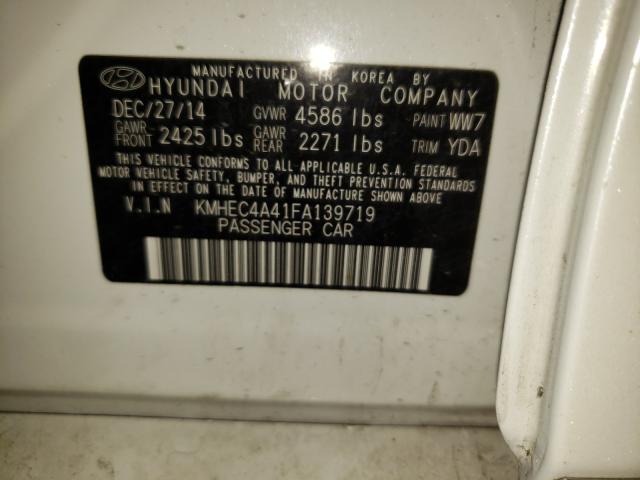 MANUFACTURED IN KOREA BY
HYUNDAI MOTOR COMPANY
DEC/27/14 GVWR 4586 lbs PAINT WW7
GAWR FRONT 2425 lbs GAWR REAR 2271 lbs TRIM YDA
THIS VEHICLE CONFORMS TO ALL APPLICABLE U.S.A. FEDERAL
MOTOR VEHICLE SAFETY, BUMPER, AND THEFT PREVENTION STANDARDS
IN EFFECT ON THE DATE OF MANUFACTURE SHOWN ABOVE.
V.I.N KMHEC4A41FA139719
PASSENGER CAR